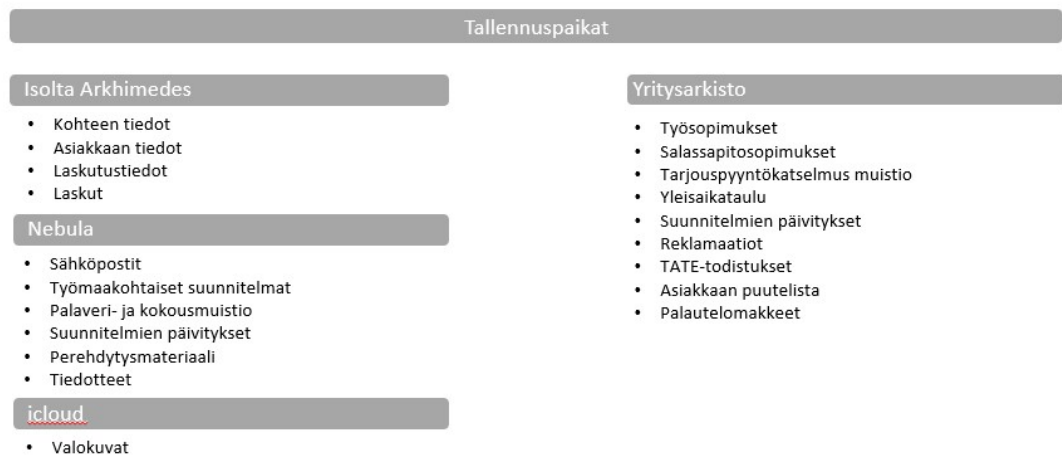 Tallennuspaikat
Isolta Arkhimedes
• Kohteen tiedot
• Asiakkaan tiedot
• Laskutustiedot
• Laskut
Nebula
• Sähköpostit
• Työmaakohtaiset suunnitelmat
• Palaveri- ja kokousmuistio
• Suunnitelmien päivitykset
• Perehdytysmateriaali
• Tiedotteet
icloud
• Valokuvat
Yritysarkisto
• Työsopimukset
• Salassapitosopimukset
• Tarjouspyyntökatselmus muistio
• Yleisaikataulu
• Suunnitelmien päivitykset
• Reklamaatiot
• TATE-todistukset
• Asiakkaan puutelista
• Palautelomakkeet